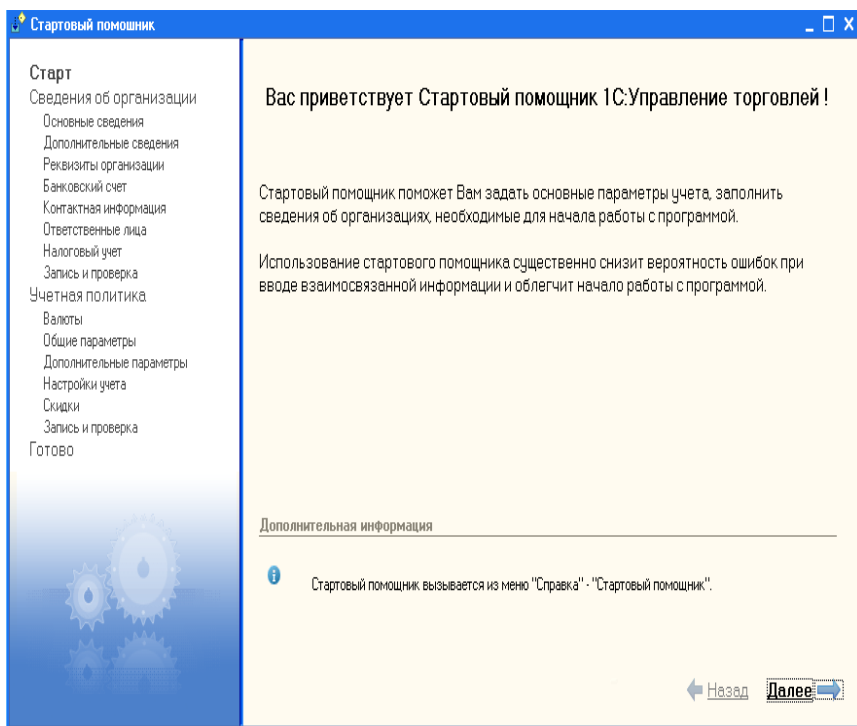 Стартовый помошник
Старт
Сведения об организации
Основные сведения
Дополнительные сведения
Реквизиты организации
Банковский счет
Контактная информация
Ответственные лица
Налоговый учет
Запись и проверка
Учетная политика
Валюты
Общие параметры
Дополнительные параметры
Настройки учета
Скидки
Запись и проверка
Готово
Вас приветствует Стартовый помощник 1С:Управление торговлей !
Стартовый помощник поможет Вам задать основные параметры учета, заполнить
сведения об организациях, необходимые для начала работы с программой.
Использование стартового помощника существенно снизит вероятность ошибок при
вводе взаимосвязанной информации и облегчит начало работы с программой.
Дополнительная информация
Стартовый помощник вызывается из меню "Справка" - "Стартовый помощник".
Назад Далее